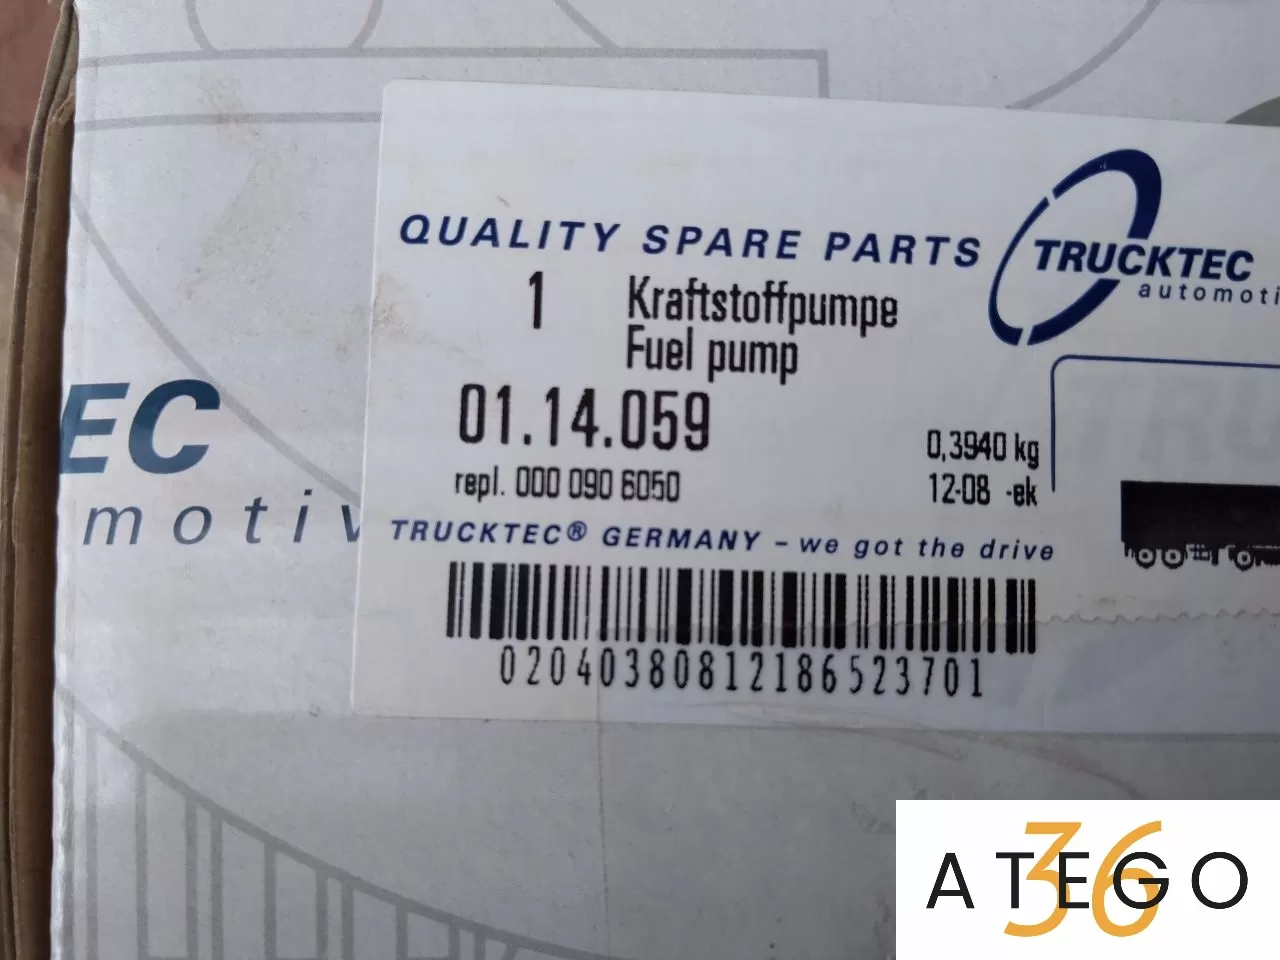 QUALITY SPARE PARTS
TRUCKTEC
automoti
1 Kraftstoffpumpe
Fuel pump
01.14.059
0,3940 kg
repl. 000 090 6050
12-08 -ek
TRUCKTEC® GERMANY – we got the drive
02040380812186523701
EC
motiv
ATEGO
36